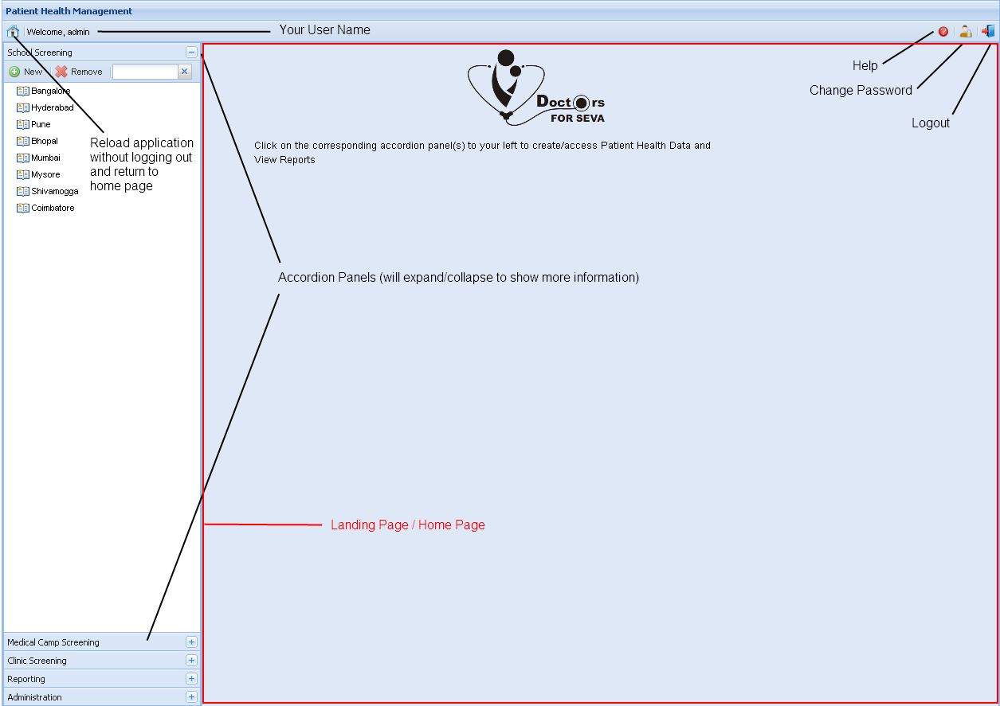 Patient Health Management
Welcome, admin
Your User Name
School Screening
New
Remove
Help
Change Password
Logout
Bangalore
Hyderabad
Pune
Bhopal
Mumbai
Mysore
Shivamogga
Coimbatore
Reload application
without logging out
and return to
home page
Doctors
FOR SEVA
Click on the corresponding accordion panel(s) to your left to create/access Patient Health Data and
View Reports
Accordion Panels (will expand/collapse to show more information)
Landing Page / Home Page
Medical Camp Screening
Clinic Screening
Reporting
Administration